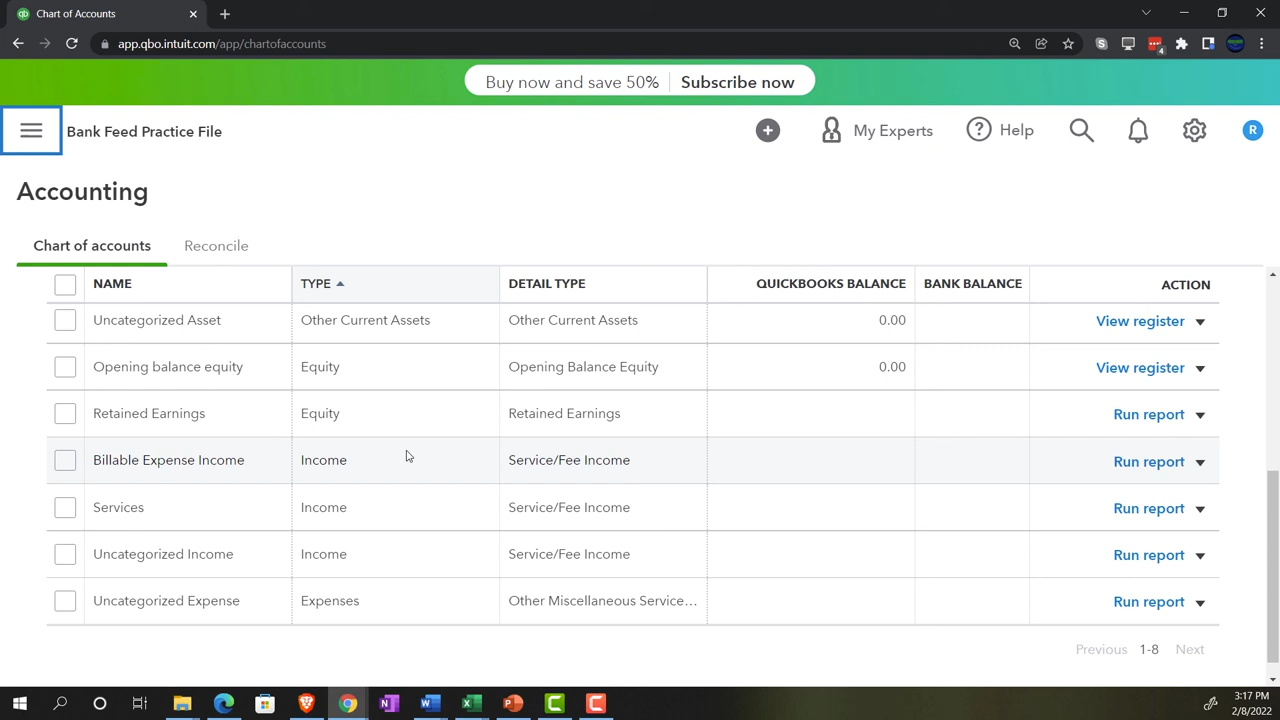 Chart of Accounts
app.qbo.intuit.com/app/chartofaccounts
4
Buy now and save 50% Subscribe now
Bank Feed Practice File My Experts Help R
Accounting
Chart of accounts Reconcile
NAME TYPE DETAIL TYPE QUICKBOOKS BALANCE BANK BALANCE ACTION
Uncategorized Asset Other Current Assets Other Current Assets 0.00 View register
Opening balance equity Equity Opening Balance Equity 0.00 View register
Retained Earnings Equity Retained Earnings Run report
Billable Expense Income Income Service/Fee Income Run report
Services Income Service/Fee Income Run report
Uncategorized Income Income Service/Fee Income Run report
Uncategorized Expense Expenses Other Miscellaneous Service... Run report
Previous 1-8 Next
3:17 PM
2/8/2022